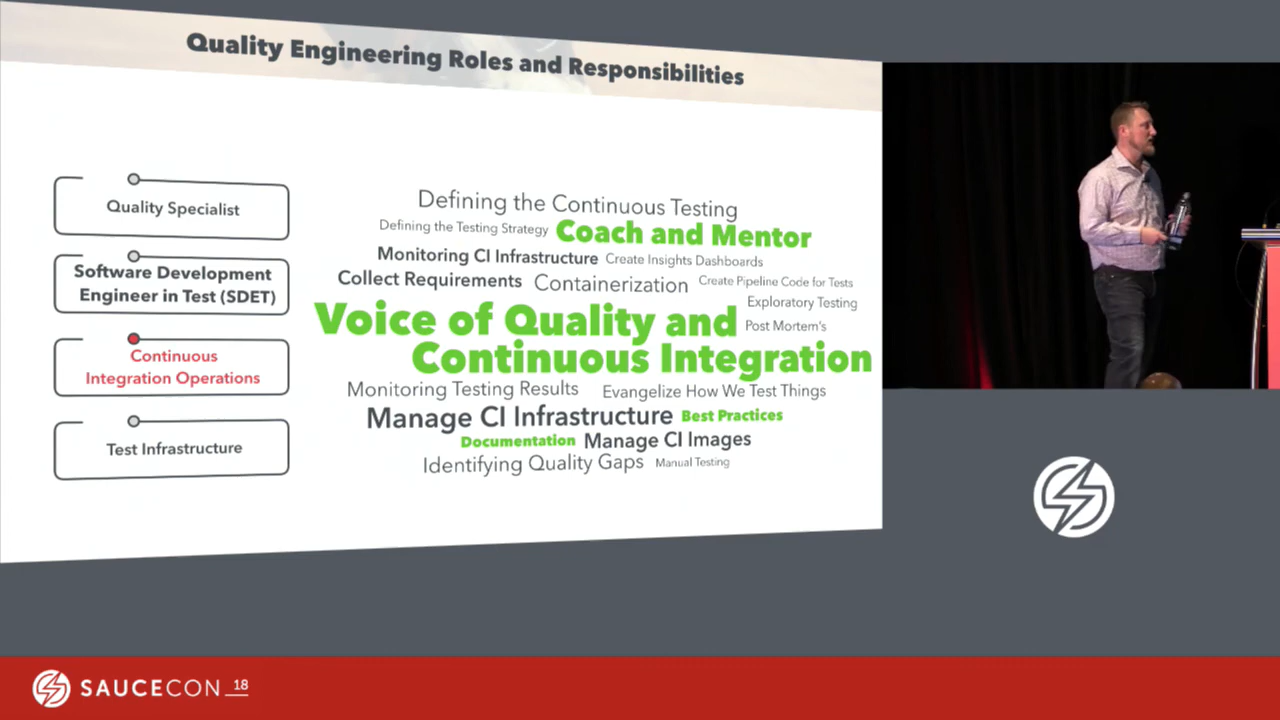 Quality Engineering Roles and Responsibilities
Quality Specialist
Software Development
Engineer in Test (SDET)
Continuous
Integration Operations
Test Infrastructure
Defining the Continuous Testing
Defining the Testing Strategy Coach and Mentor
Monitoring CI Infrastructure Create Insights Dashboards
Collect Requirements Containerization Create Pipeline Code for Tests
Exploratory Testing
Voice of Quality and Post Mortem's
Continuous Integration
Monitoring Testing Results Evangelize How We Test Things
Manage CI Infrastructure Best Practices
Documentation Manage CI Images
Identifying Quality Gaps Manual Testing
SAUCECON 18